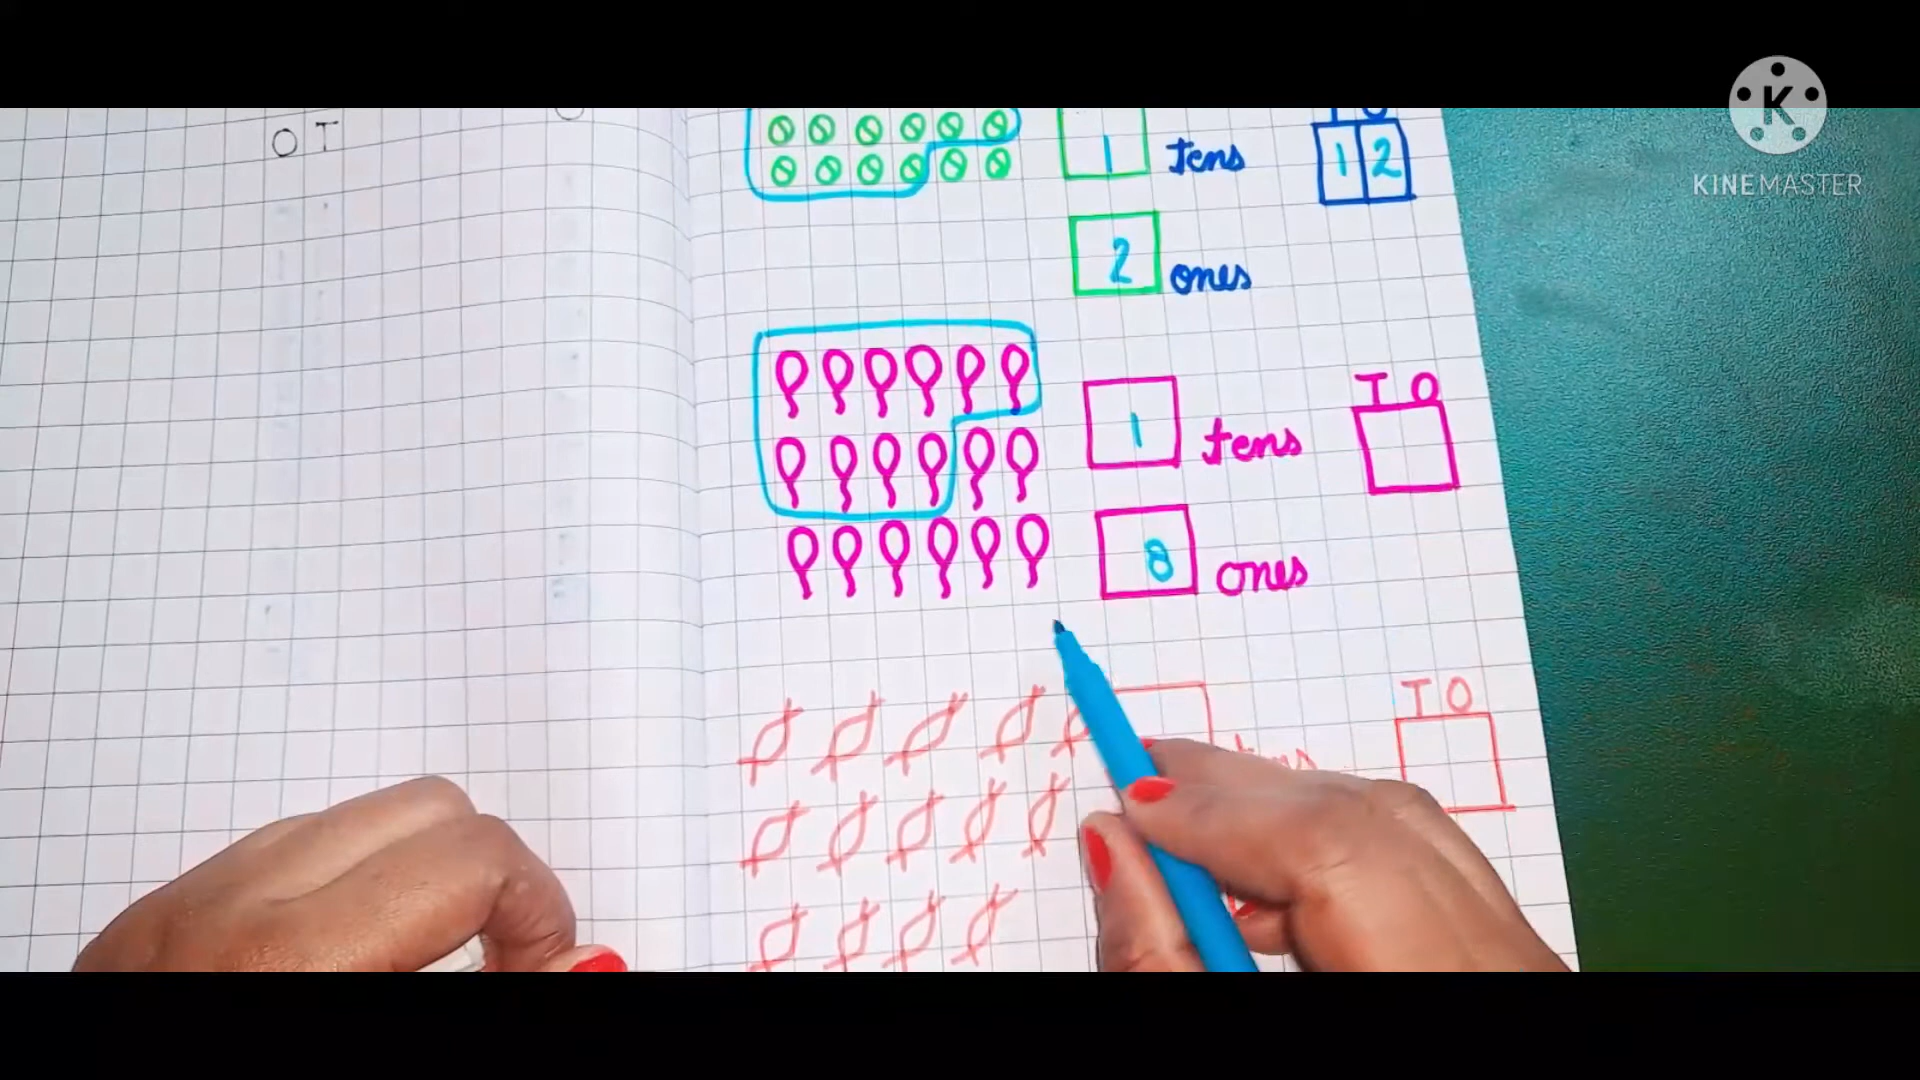 O T
1 tens
T O
1 2
2 ones
1 tens
T O
8 ones
T O
K
KINEMASTER